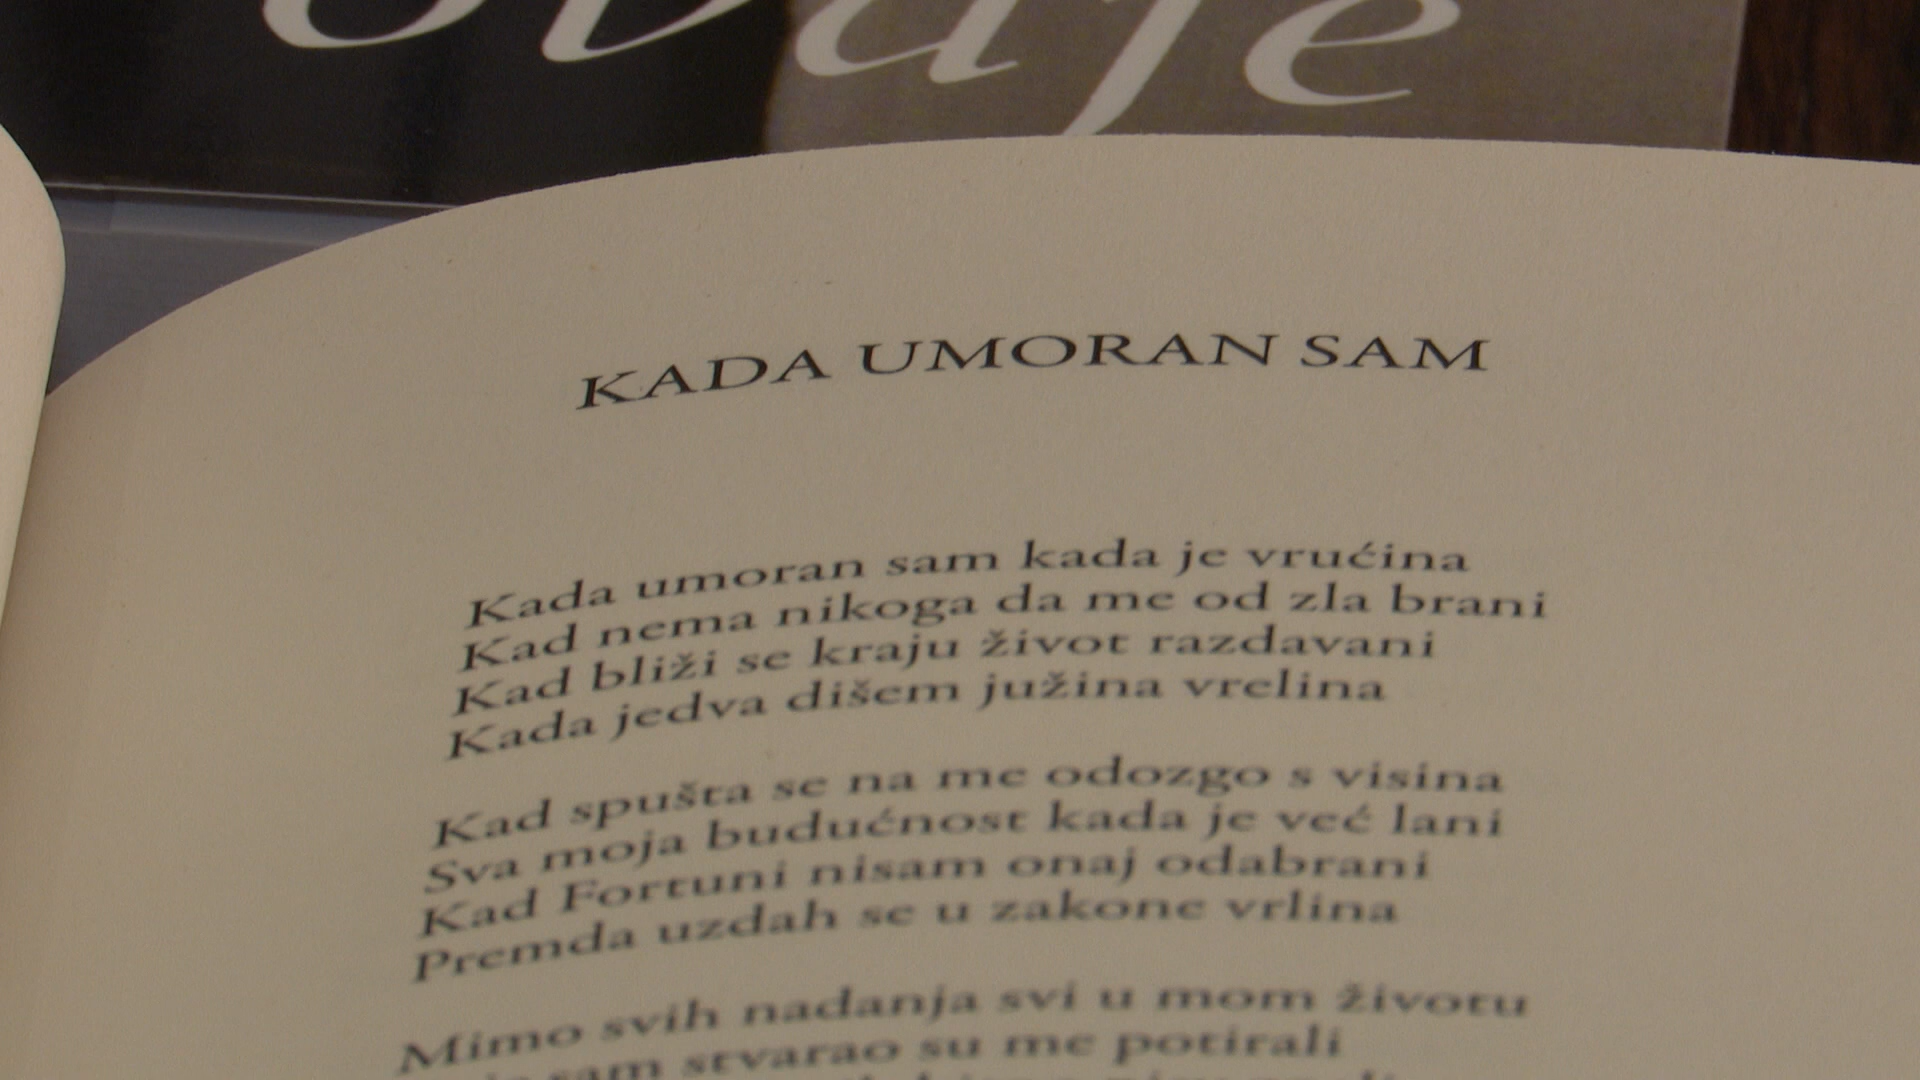 ovaje
KADA UMORAN SAM
Kada umoran sam kada je vrućina
Kad nema nikoga da me od zla brani
Kad bliži se kraju život razdavani
Kada jedva dišem južina vrelina
Kad spušta se na me odozgo s visina
Sva moja budućnost kada je već lani
Kad Fortuni nisam onaj odabrani
Premda uzdah se u zakone vrlina
Mimo svih nadanja svi u mom životu
sam stvarao su me potirali